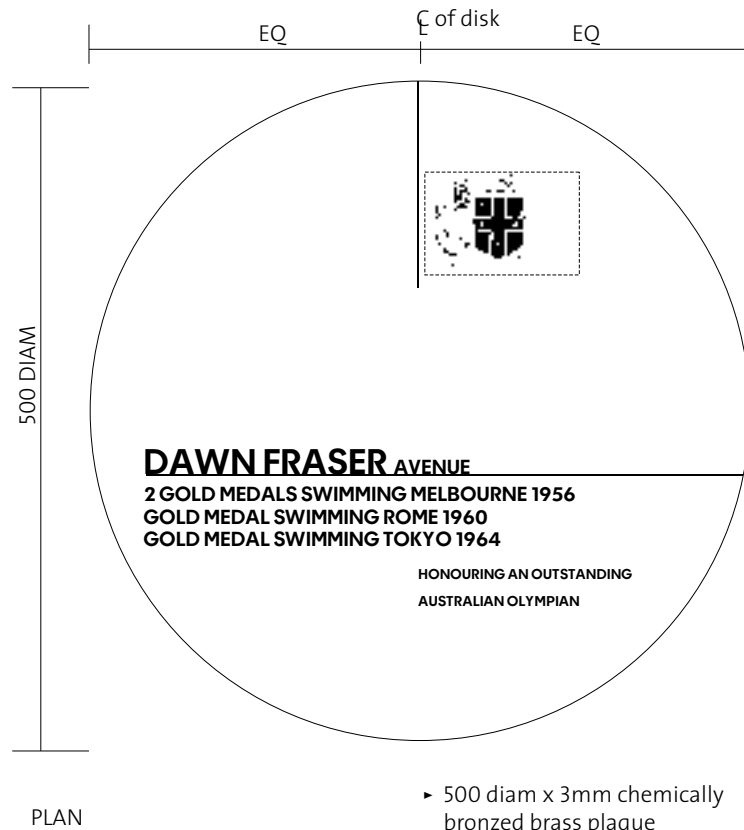 CL of disk
EQ EQ
500 DIAM
DAWN FRASER AVENUE
2 GOLD MEDALS SWIMMING MELBOURNE 1956
GOLD MEDAL SWIMMING ROME 1960
GOLD MEDAL SWIMMING TOKYO 1964
HONOURING AN OUTSTANDING
AUSTRALIAN OLYMPIAN
PLAN
► 500 diam x 3mm chemically
bronzed brass plaque